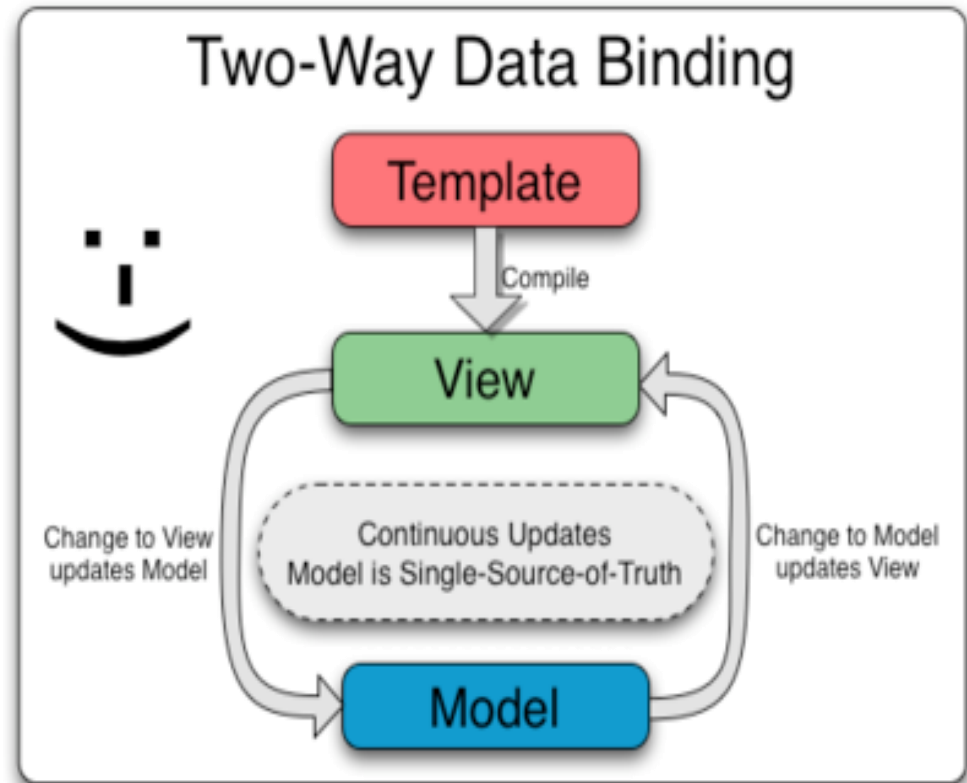 Two-Way Data Binding
Template
Compile
View
Change to View
updates Model
Continuous Updates
Model is Single-Source-of-Truth
Change to Model
updates View
Model